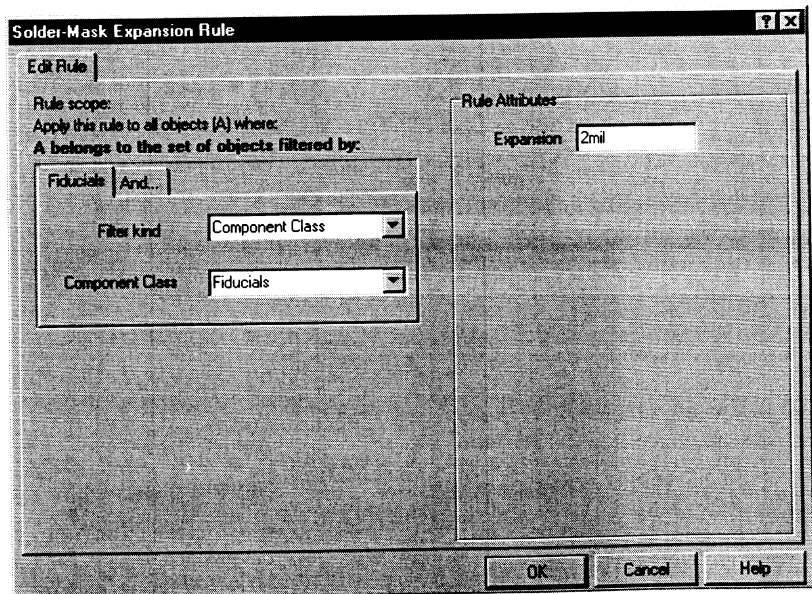 Solder-Mask Expansion Rule
Edit Rule
Rule scope:
Apply this rule to all objects (A) where:
A belongs to the set of objects filtered by:
Fiducials And...
Filter kind Component Class
Component Class Fiducials
Rule Attributes
Expansion 2mil
OK Cancel Help